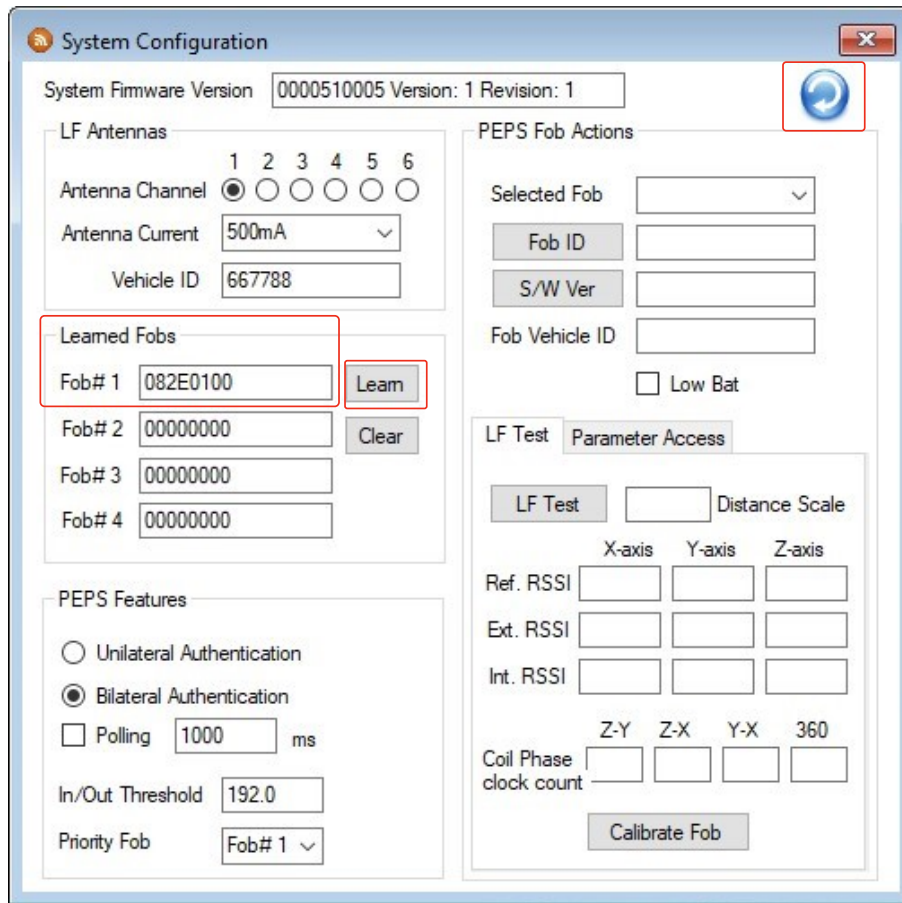 System Configuration
System Firmware Version 0000510005 Version: 1 Revision: 1
LF Antennas
1 2 3 4 5 6
Antenna Channel
Antenna Current 500mA
Vehicle ID 667788
Learned Fobs
Fob# 1 082E0100 Learn
Fob# 2 00000000 Clear
Fob# 3 00000000
Fob# 4 00000000
PEPS Features
Unilateral Authentication
Bilateral Authentication
Polling 1000 ms
In/Out Threshold 192.0
Priority Fob Fob# 1
PEPS Fob Actions
Selected Fob
Fob ID
S/W Ver
Fob Vehicle ID
Low Bat
LF Test Parameter Access
LF Test Distance Scale
X-axis Y-axis Z-axis
Ref. RSSI
Ext. RSSI
Int. RSSI
Z-Y Z-X Y-X 360
Coil Phase
clock count
Calibrate Fob